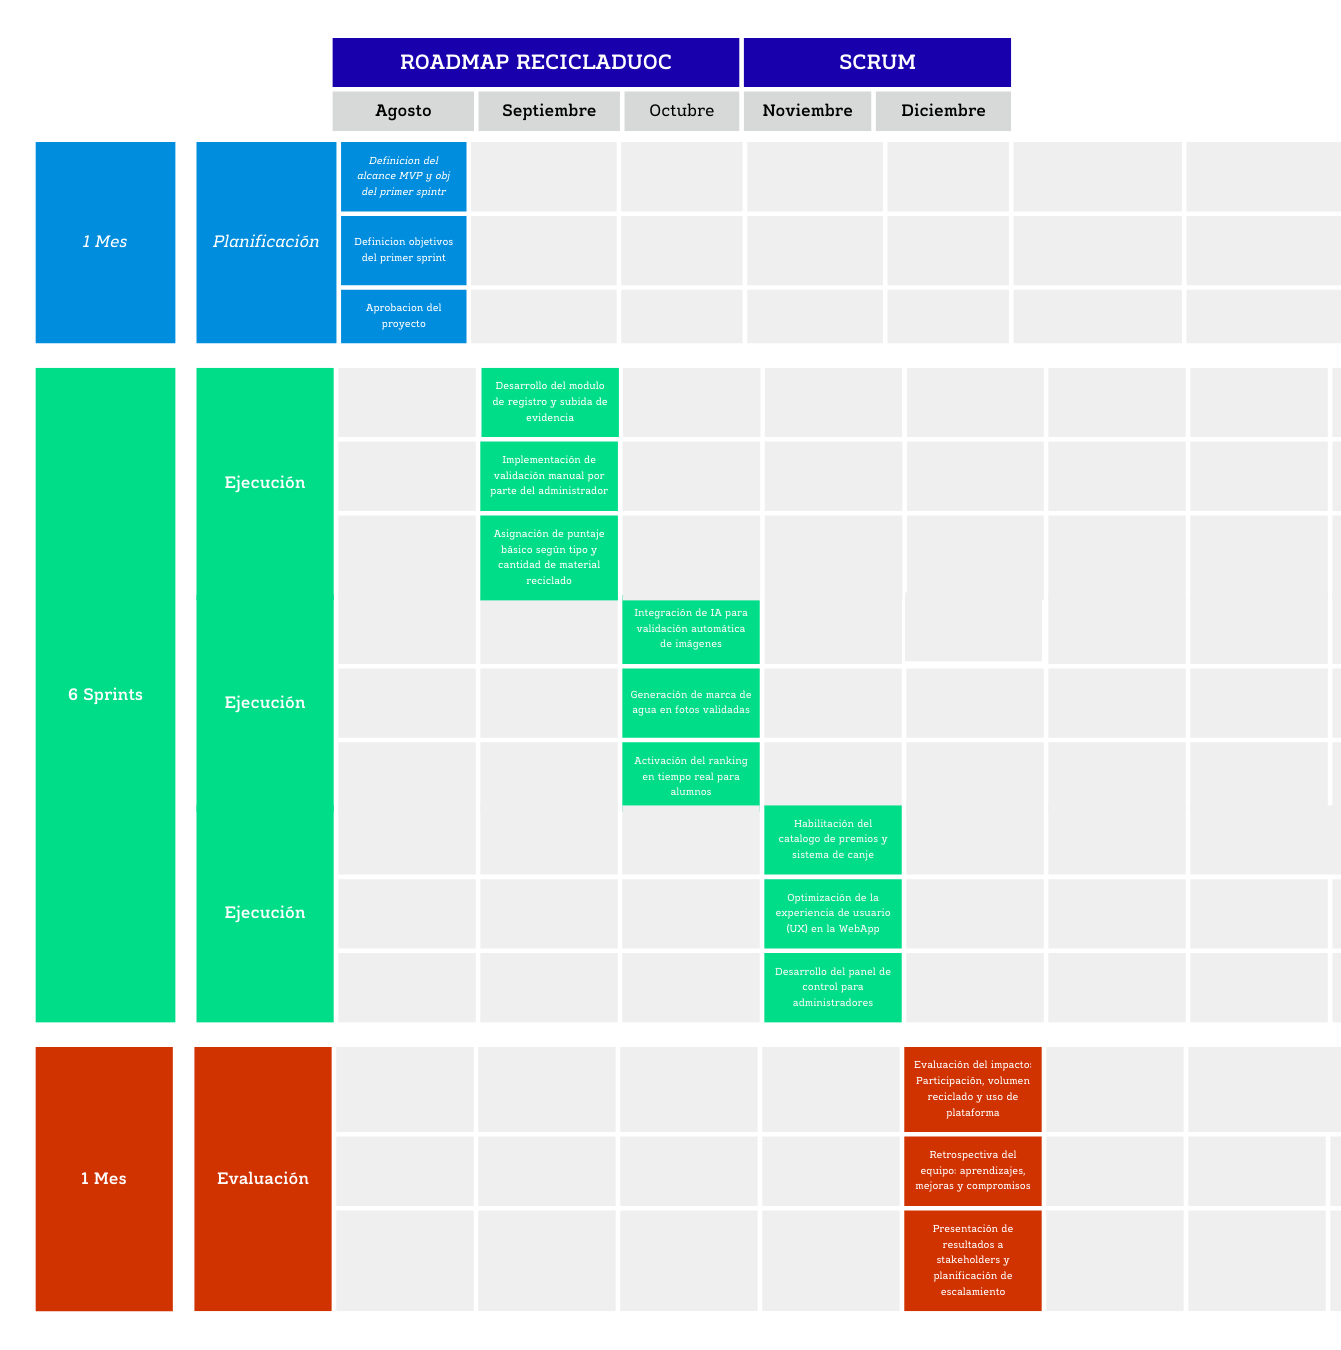 ROADMAP RECICLADUOC
SCRUM
Agosto
Septiembre
Octubre
Noviembre
Diciembre
1 Mes
Planificación
Definicion del
alcance MVP y obj
del primer spintr
Definicion objetivos
del primer sprint
Aprobacion del
proyecto
6 Sprints
Ejecución
Desarrollo del modulo
de registro y subida de
evidencia
Implementación de
validación manual por
parte del administrador
Asignación de puntaje
básico según tipo y
cantidad de material
reciclado
Ejecución
Integración de IA para
validación automática
de imágenes
Generación de marca de
agua en fotos validadas
Activación del ranking
en tiempo real para
alumnos
Ejecución
Habilitación del
catalogo de premios y
sistema de canje
Optimización de la
experiencia de usuario
(UX) en la WebApp
Desarrollo del panel de
control para
administradores
1 Mes
Evaluación
Evaluación del impacto:
Participación, volumen
reciclado y uso de
plataforma
Retrospectiva del
equipo: aprendizajes,
mejoras y compromisos
Presentación de
resultados a
stakeholders y
planificación de
escalamiento